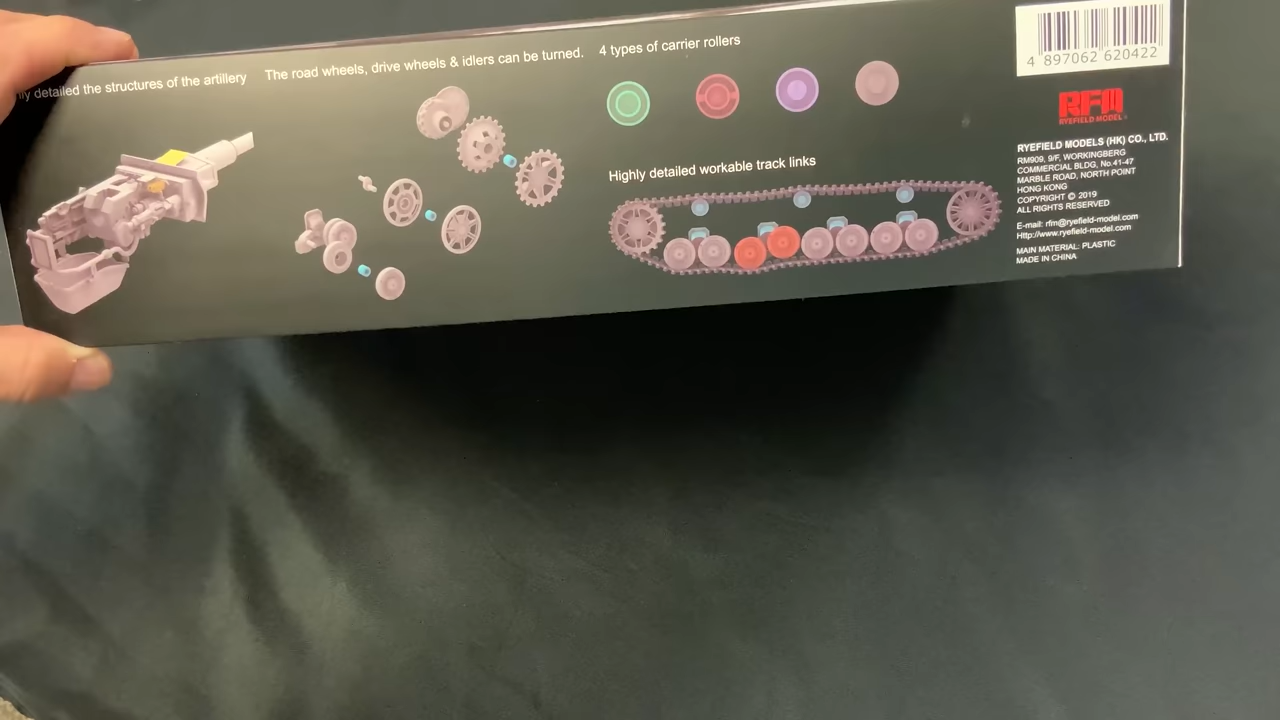 detailed the structures of the artillery
The road wheels, drive wheels & idlers can be turned.
4 types of carrier rollers
Highly detailed workable track links
4 897062 620422
RFM
RYEFIELD MODEL
RYEFIELD MODELS (HK) CO., LTD.
RM909, 9/F, WORKINGBERG
COMMERCIAL BLDG, No.41-47
MARBLE ROAD, NORTH POINT
HONG KONG
COPYRIGHT © 2019
ALL RIGHTS RESERVED
E-mail: rfm@ryefield-model.com
Http://www.ryefield-model.com
MAIN MATERIAL: PLASTIC
MADE IN CHINA